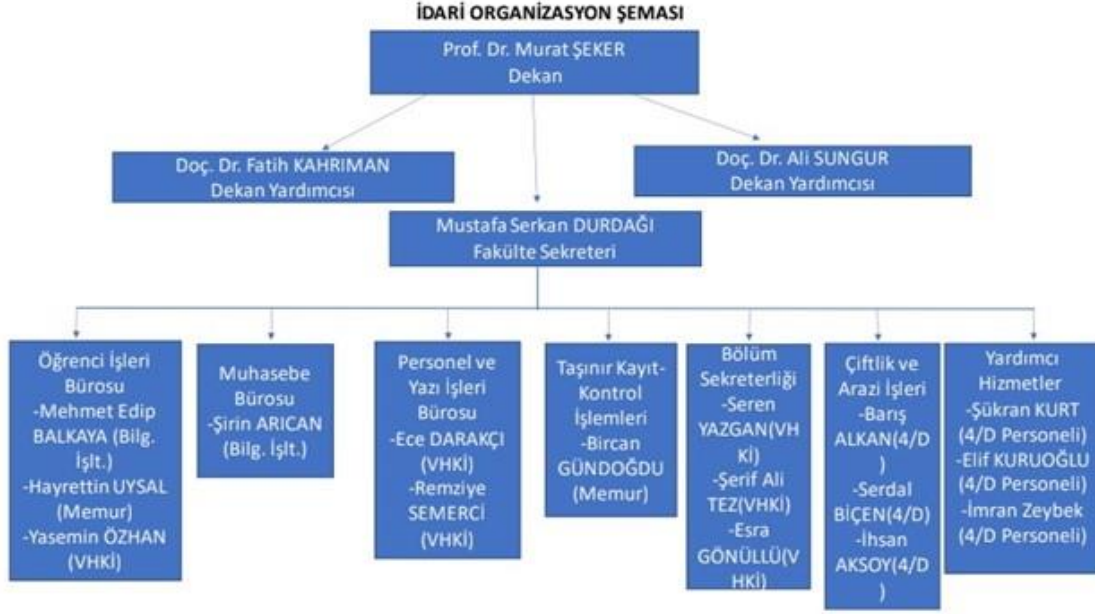 İDARİ ORGANİZASYON ŞEMASI
Prof. Dr. Murat ŞEKER
Dekan
Doç. Dr. Fatih KAHRIMAN
Dekan Yardımcısı
Doç. Dr. Ali SUNGUR
Dekan Yardımcısı
Mustafa Serkan DURDAĞI
Fakülte Sekreteri
Öğrenci İşleri
Bürosu
-Mehmet Edip
BALKAYA (Bilg.
İşlt.)
-Hayrettin UYSAL
(Memur)
-Yasemin ÖZHAN
(VHKİ)
Muhasebe
Bürosu
-Şirin ARICAN
(Bilg. İşlt.)
Personel ve
Yazı İşleri
Bürosu
-Ece DARAKÇI
(VHKİ)
-Remziye
SEMERCİ
(VHKİ)
Taşınır Kayıt-
Kontrol
İşlemleri
-Bircan
GÜNDOĞDU
(Memur)
Bölüm
Sekreterliği
-Seren
YAZGAN(VH
Kİ)
-Şerif Ali
TEZ(VHKİ)
-Esra
GÖNÜLLÜ(V
HKİ)
Çiftlik ve
Arazi İşleri
-Barış
ALKAN(4/D
)
-Serdal
BİÇEN(4/D)
-İhsan
AKSOY(4/D
)
Yardımcı
Hizmetler
-Şükran KURT
(4/D Personeli)
-Elif KURUOĞLU
(4/D Personeli)
-İmran Zeybek
(4/D Personeli)